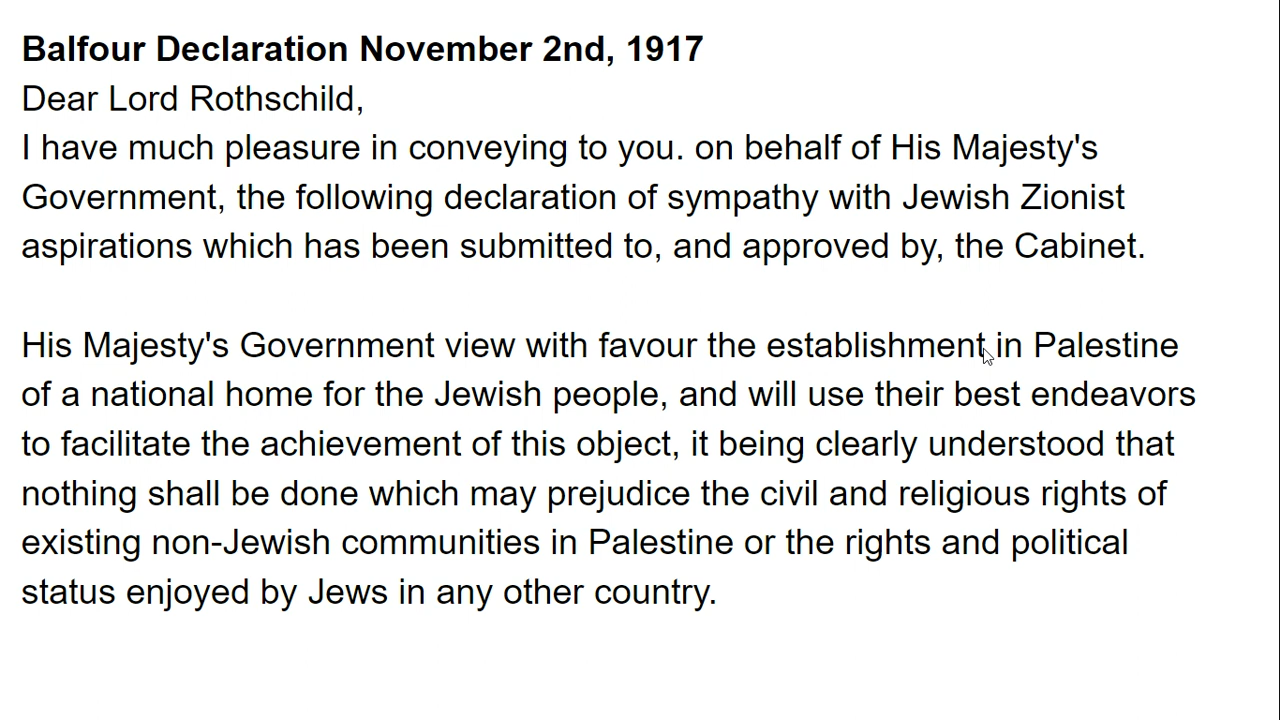 Balfour Declaration November 2nd, 1917
Dear Lord Rothschild,
I have much pleasure in conveying to you. on behalf of His Majesty's
Government, the following declaration of sympathy with Jewish Zionist
aspirations which has been submitted to, and approved by, the Cabinet.
His Majesty's Government view with favour the establishment in Palestine
of a national home for the Jewish people, and will use their best endeavors
to facilitate the achievement of this object, it being clearly understood that
nothing shall be done which may prejudice the civil and religious rights of
existing non-Jewish communities in Palestine or the rights and political
status enjoyed by Jews in any other country.